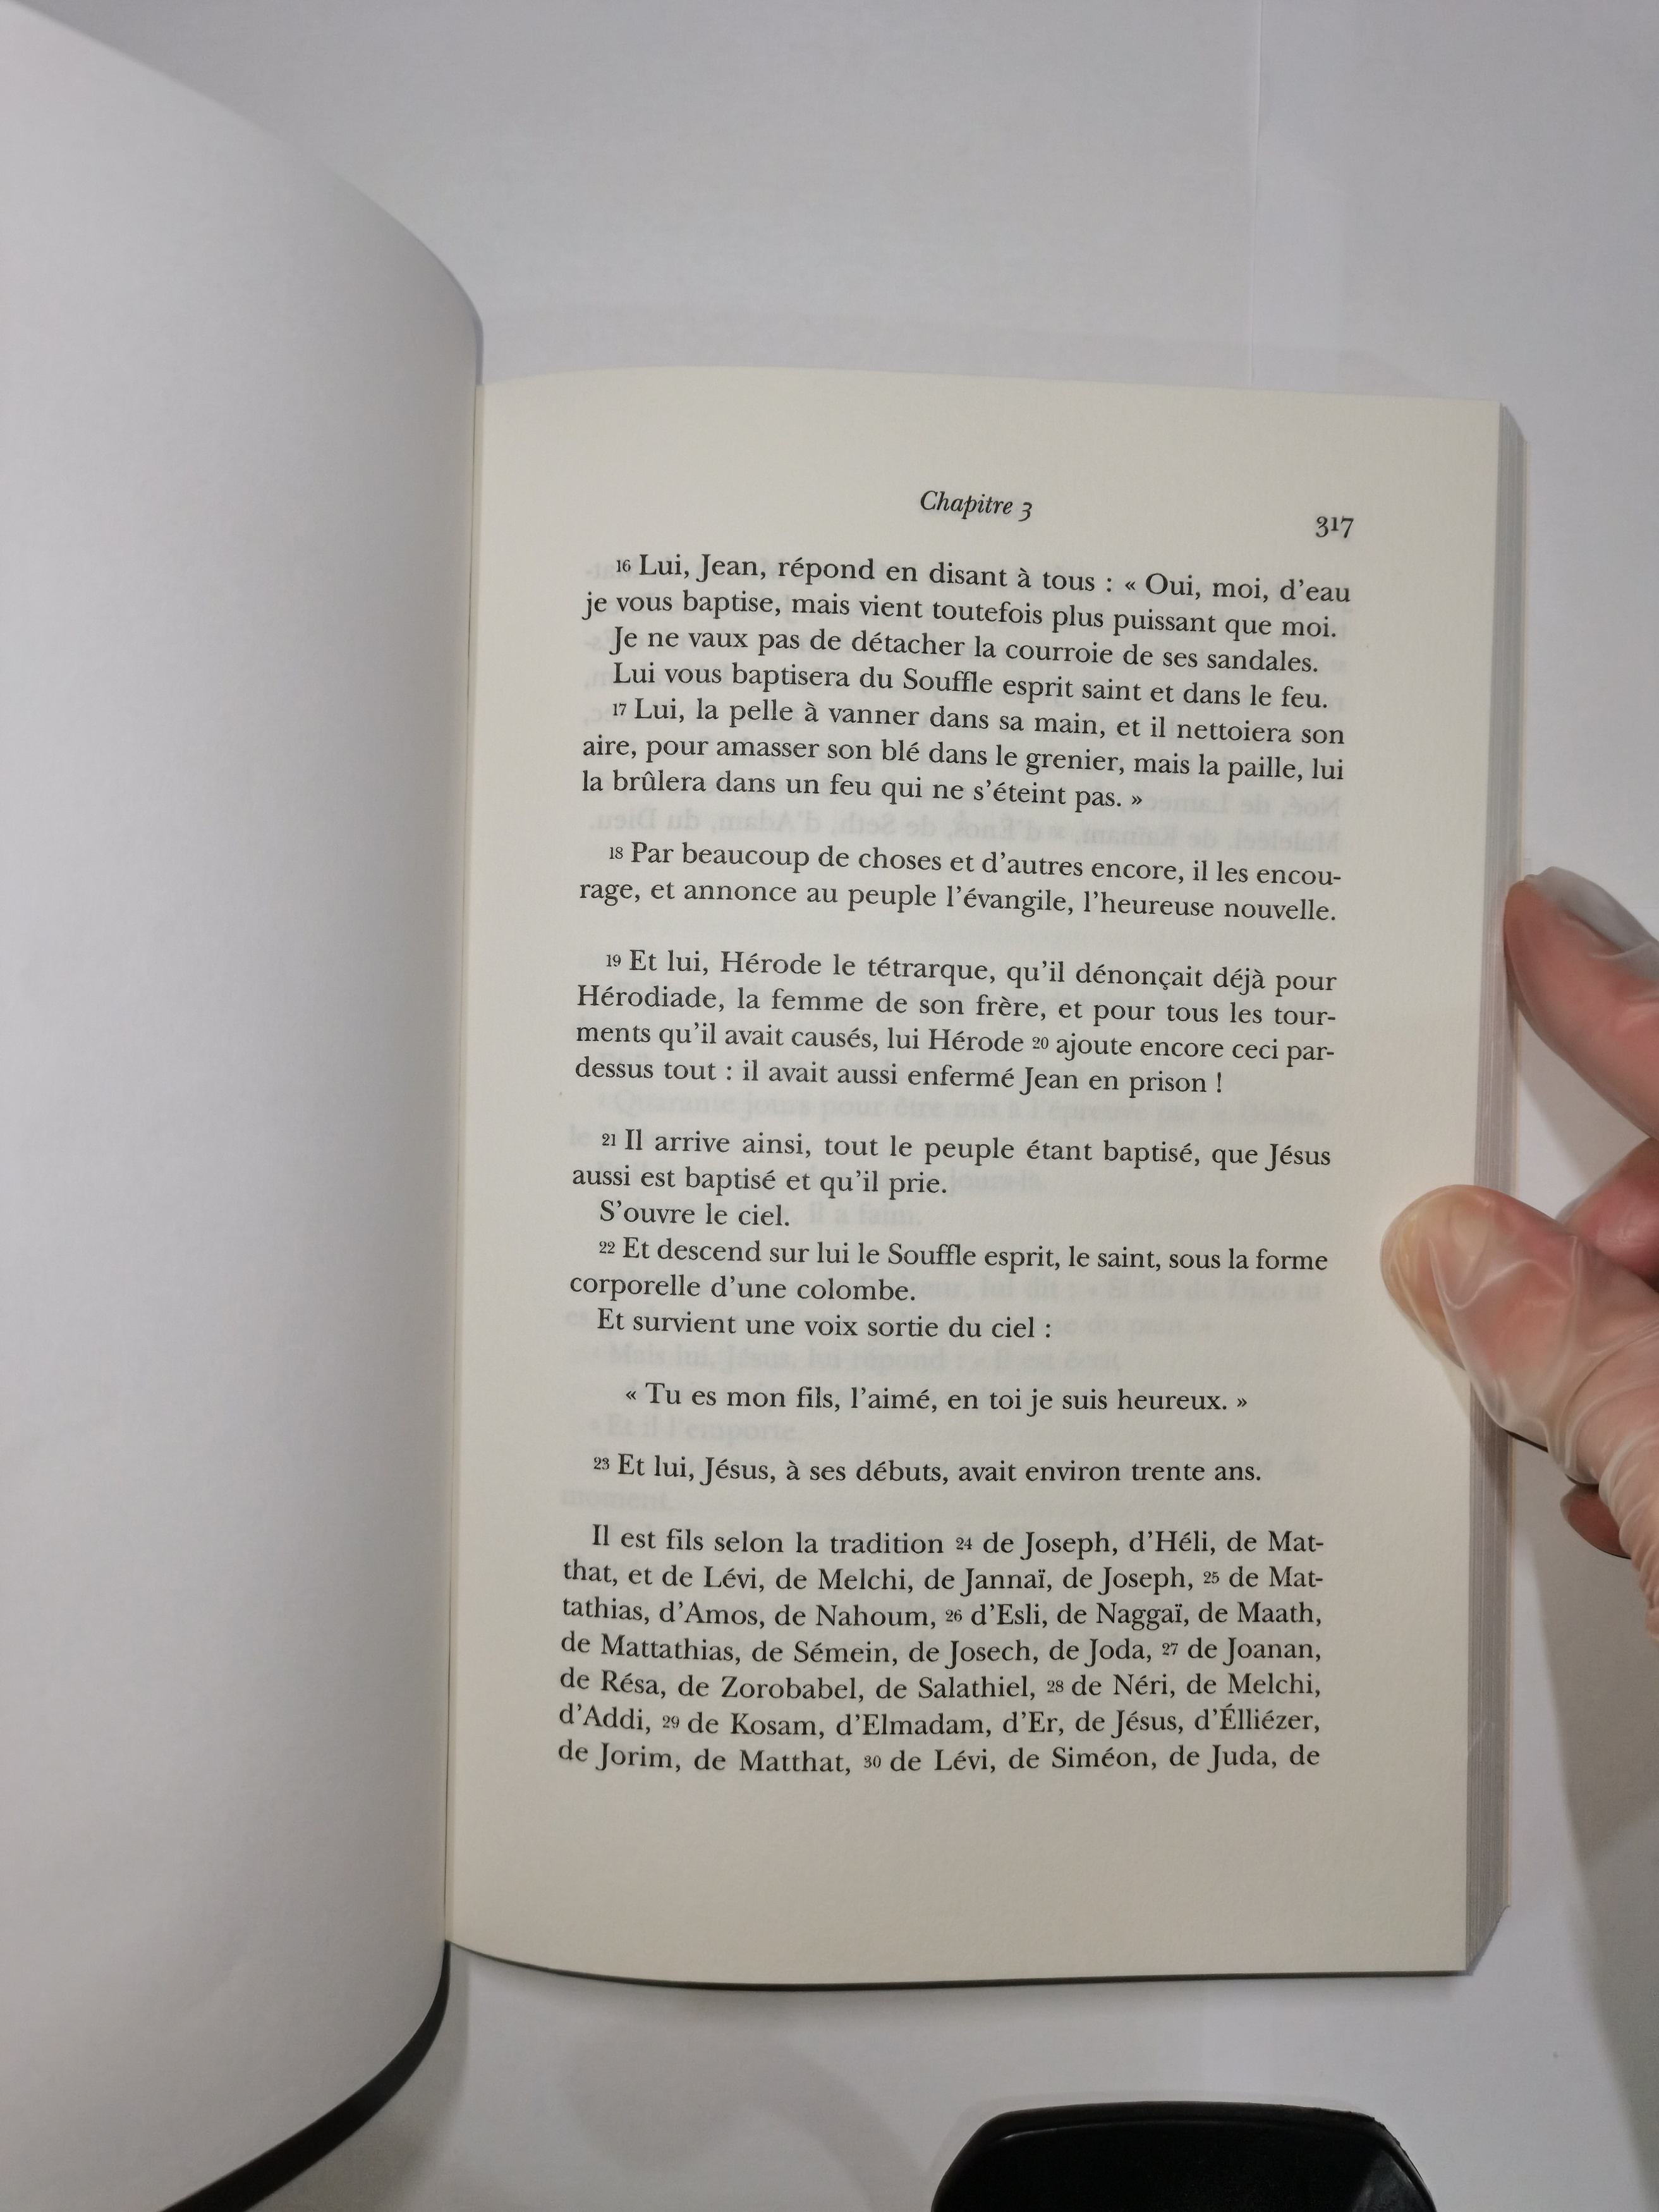 Chapitre 3
317
16 Lui, Jean, répond en disant à tous : « Oui, moi, d'eau
je vous baptise, mais vient toutefois plus puissant que moi.
Je ne vaux pas de détacher la courroie de ses sandales.
Lui vous baptisera du Souffle esprit saint et dans le feu.
17 Lui, la pelle à vanner dans sa main, et il nettoiera son
aire, pour amasser son blé dans le grenier, mais la paille, lui
la brûlera dans un feu qui ne s'éteint pas. »
18 Par beaucoup de choses et d'autres encore, il les encou-
rage, et annonce au peuple l'évangile, l'heureuse nouvelle.
19 Et lui, Hérode le tétrarque, qu'il dénonçait déjà pour
Hérodiade, la femme de son frère, et pour tous les tour-
ments qu'il avait causés, lui Hérode 20 ajoute encore ceci par-
dessus tout : il avait aussi enfermé Jean en prison !
21 Il arrive ainsi, tout le peuple étant baptisé, que Jésus
aussi est baptisé et qu'il prie.
S'ouvre le ciel.
22 Et descend sur lui le Souffle esprit, le saint, sous la forme
corporelle d'une colombe.
Et survient une voix sortie du ciel :
« Tu es mon fils, l'aimé, en toi je suis heureux. »
23 Et lui, Jésus, à ses débuts, avait environ trente ans.
Il est fils selon la tradition 24 de Joseph, d'Héli, de Mat-
that, et de Lévi, de Melchi, de Jannaï, de Joseph, 25 de Mat-
tathias, d'Amos, de Nahoum, 26 d'Esli, de Naggaï, de Maath,
de Mattathias, de Sémein, de Josech, de Joda, 27 de Joanan,
de Résa, de Zorobabel, de Salathiel, 28 de Néri, de Melchi,
d'Addi, 29 de Kosam, d'Elmadam, d'Er, de Jésus, d'Élliézer,
de Jorim, de Matthat, 30 de Lévi, de Siméon, de Juda, de